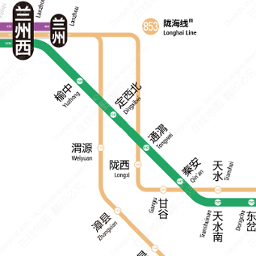 兰州西
兰州
Lanzhou
Lanzhou
853
陇海线
Longhai Line
榆中
Yuzhong
定西北
Dingxibei
通渭
Tongwei
渭源
Weiyuan
陇西
Longxi
秦安
Qin'an
天水
Tianshui
甘谷
Gangu
漳县
Zhangxian
天水南
Tianshuinan
东岔
Dongcha